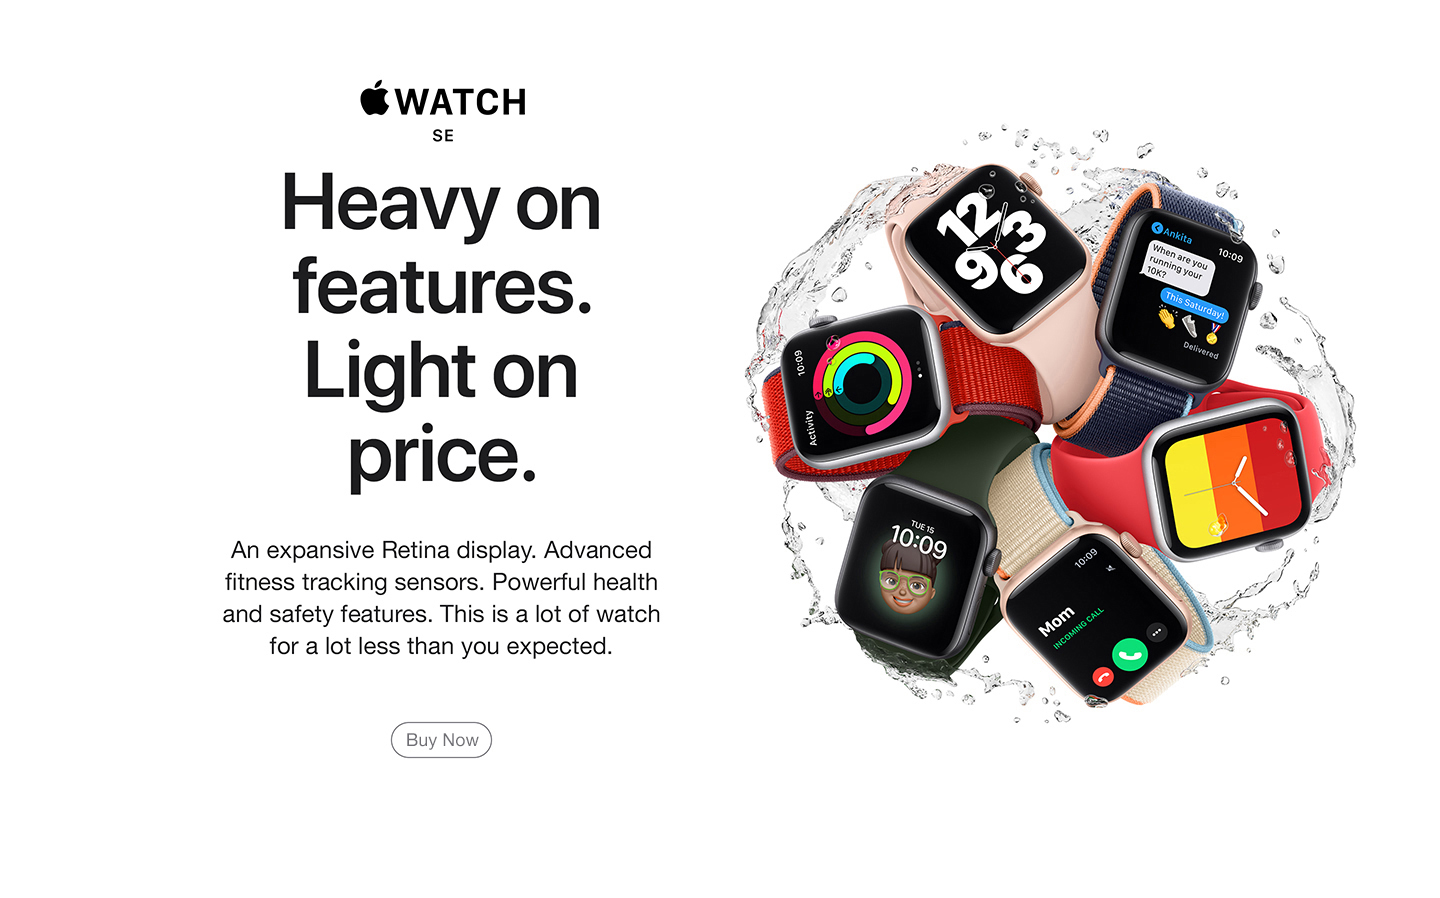 WATCH
SE
Heavy on
features.
Light on
price.
An expansive Retina display. Advanced
fitness tracking sensors. Powerful health
and safety features. This is a lot of watch
for a lot less than you expected.
Buy Now
12
3
9
6
Ankita
10:09
When are you
running your
10K?
This Saturday!
Delivered
10:09
Activity
TUE 15
10:09
10:09
Mom
INCOMING CALL